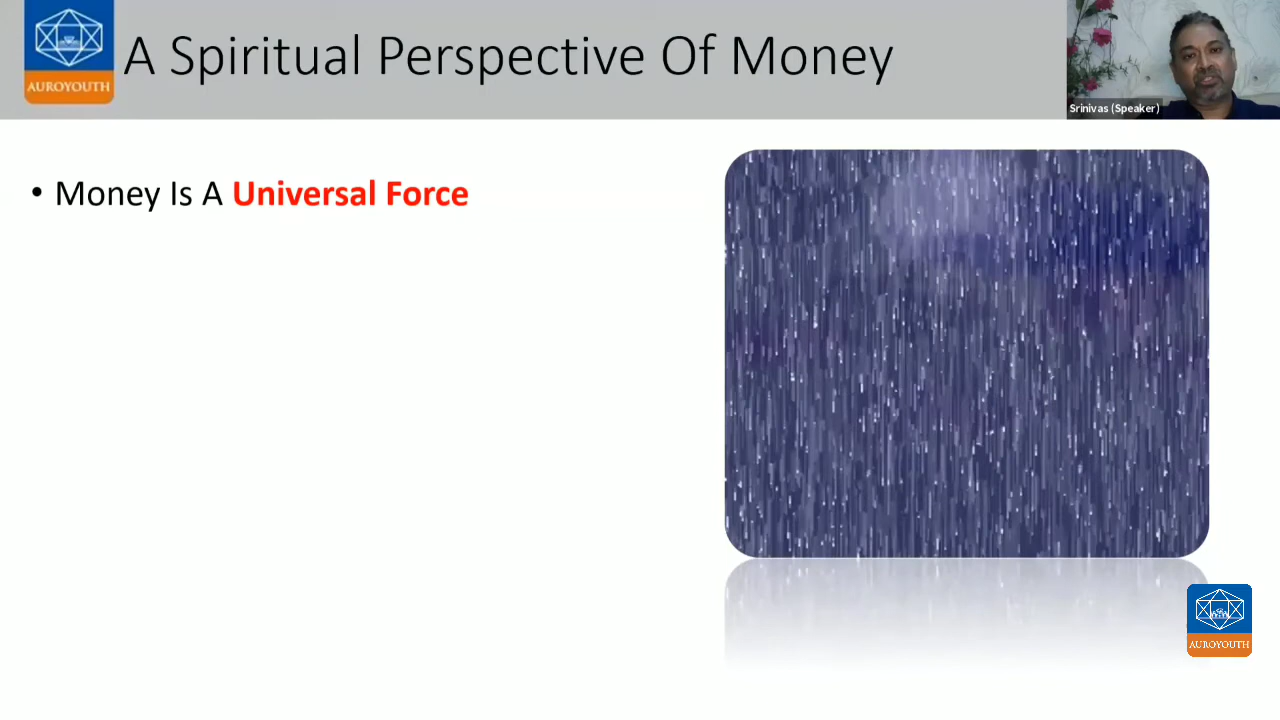 AUROYOUTH
A Spiritual Perspective Of Money
Srinivas (Speaker)
• Money Is A Universal Force
AUROYOUTH